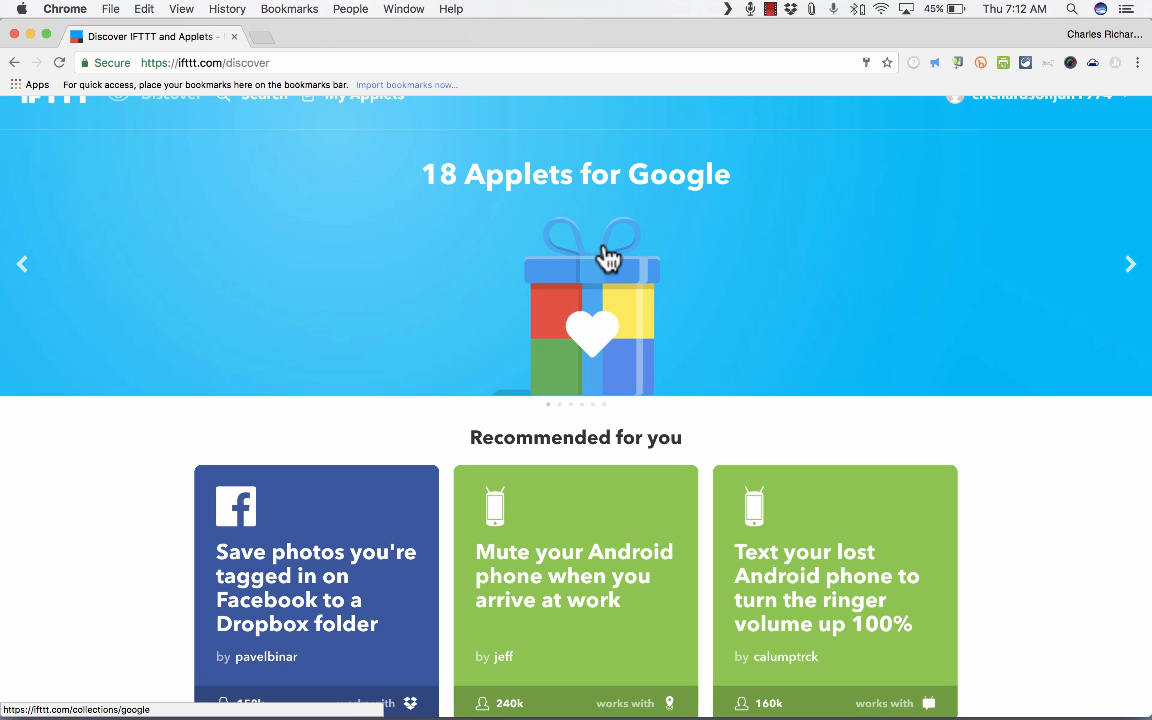 Chrome File Edit View History Bookmarks People Window Help 45% Thu 7:12 AM
Discover IFTTT and Applets - Charles Richar...
Secure https://ifttt.com/discover
Apps For quick access, place your bookmarks here on the bookmarks bar. Import bookmarks now...
IFTTT Discover Search My Applets
18 Applets for Google
Recommended for you
Save photos you're
tagged in on
Facebook to a
Dropbox folder
by pavelbinar
works with
Mute your Android
phone when you
arrive at work
by jeff
240k works with
Text your lost
Android phone to
turn the ringer
volume up 100%
by calumptrck
160k works with
https://ifttt.com/collections/google